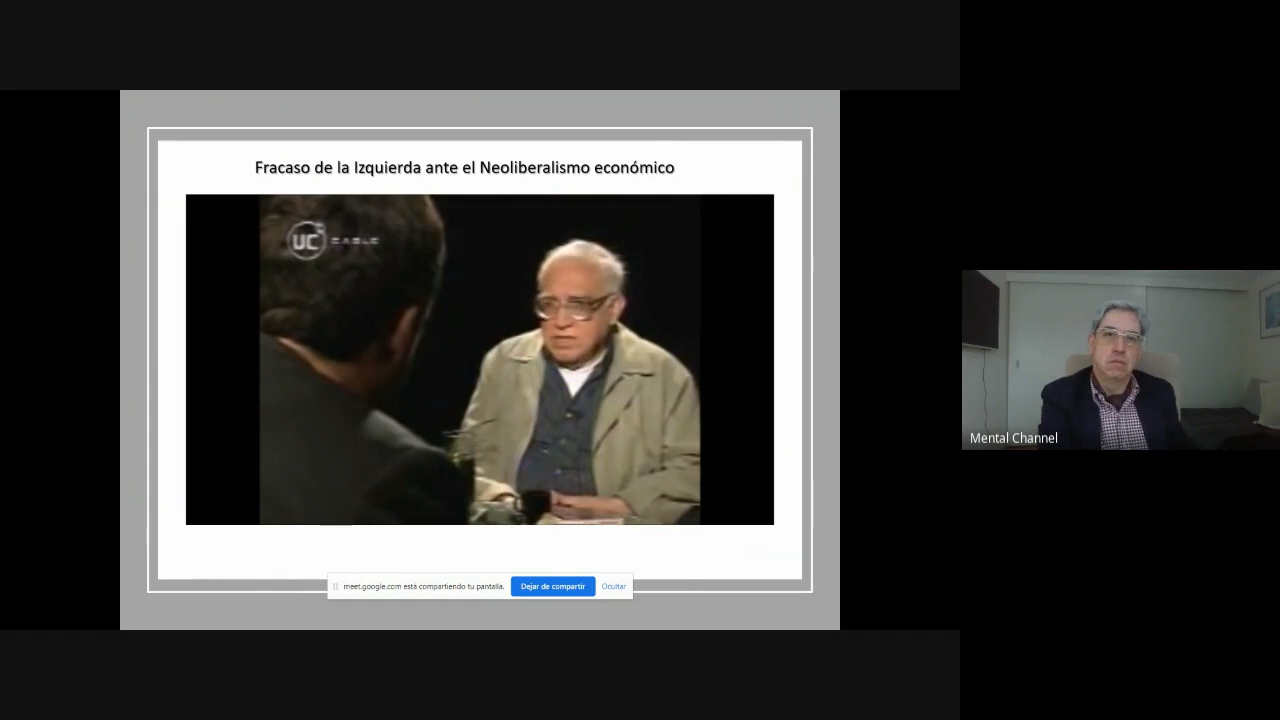 Fracaso de la Izquierda ante el Neoliberalismo económico
UC CABLE
meet.google.com está compartiendo tu pantalla. Dejar de compartir Ocultar
Mental Channel